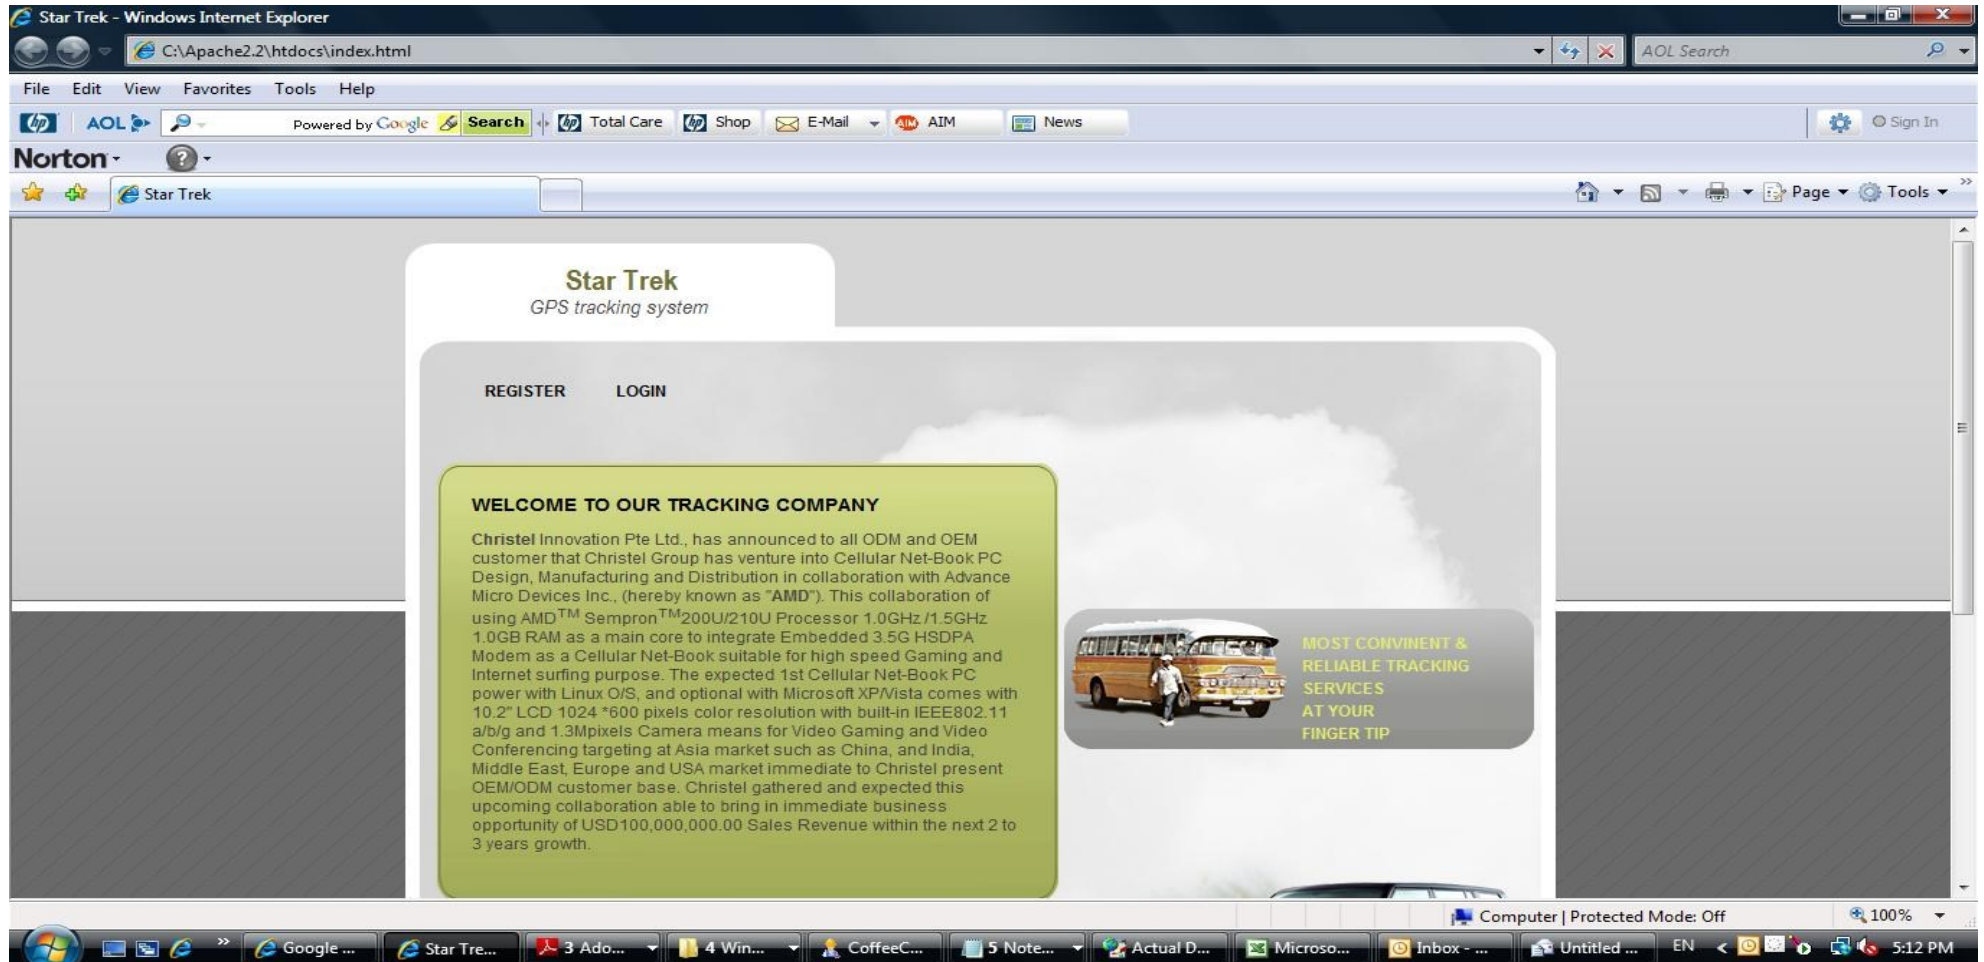 Star Trek - Windows Internet Explorer
C:\Apache2.2\htdocs\index.html
AOL Search
File Edit View Favorites Tools Help
hp AOL Powered by Google Search hp Total Care hp Shop E-Mail AIM AIM News Sign In
Norton
Star Trek
Page Tools
Star Trek
GPS tracking system
REGISTER LOGIN
WELCOME TO OUR TRACKING COMPANY
Christel Innovation Pte Ltd., has announced to all ODM and OEM
customer that Christel Group has venture into Cellular Net-Book PC
Design, Manufacturing and Distribution in collaboration with Advance
Micro Devices Inc., (hereby known as "AMD"). This collaboration of
using AMD™ Sempron™200U/210U Processor 1.0GHz /1.5GHz
1.0GB RAM as a main core to integrate Embedded 3.5G HSDPA
Modem as a Cellular Net-Book suitable for high speed Gaming and
Internet surfing purpose. The expected 1st Cellular Net-Book PC
power with Linux O/S, and optional with Microsoft XP/Vista comes with
10.2" LCD 1024 *600 pixels color resolution with built-in IEEE802.11
a/b/g and 1.3Mpixels Camera means for Video Gaming and Video
Conferencing targeting at Asia market such as China, and India,
Middle East, Europe and USA market immediate to Christel present
OEM/ODM customer base. Christel gathered and expected this
upcoming collaboration able to bring in immediate business
opportunity of USD100,000,000.00 Sales Revenue within the next 2 to
3 years growth.
MOST CONVINENT &
RELIABLE TRACKING
SERVICES
AT YOUR
FINGER TIP
Computer | Protected Mode: Off 100%
Google ... Star Tre... 3 Ado... 4 Win... CoffeeC... 5 Note... Actual D... Microso... Inbox - ... Untitled ... EN 5:12 PM